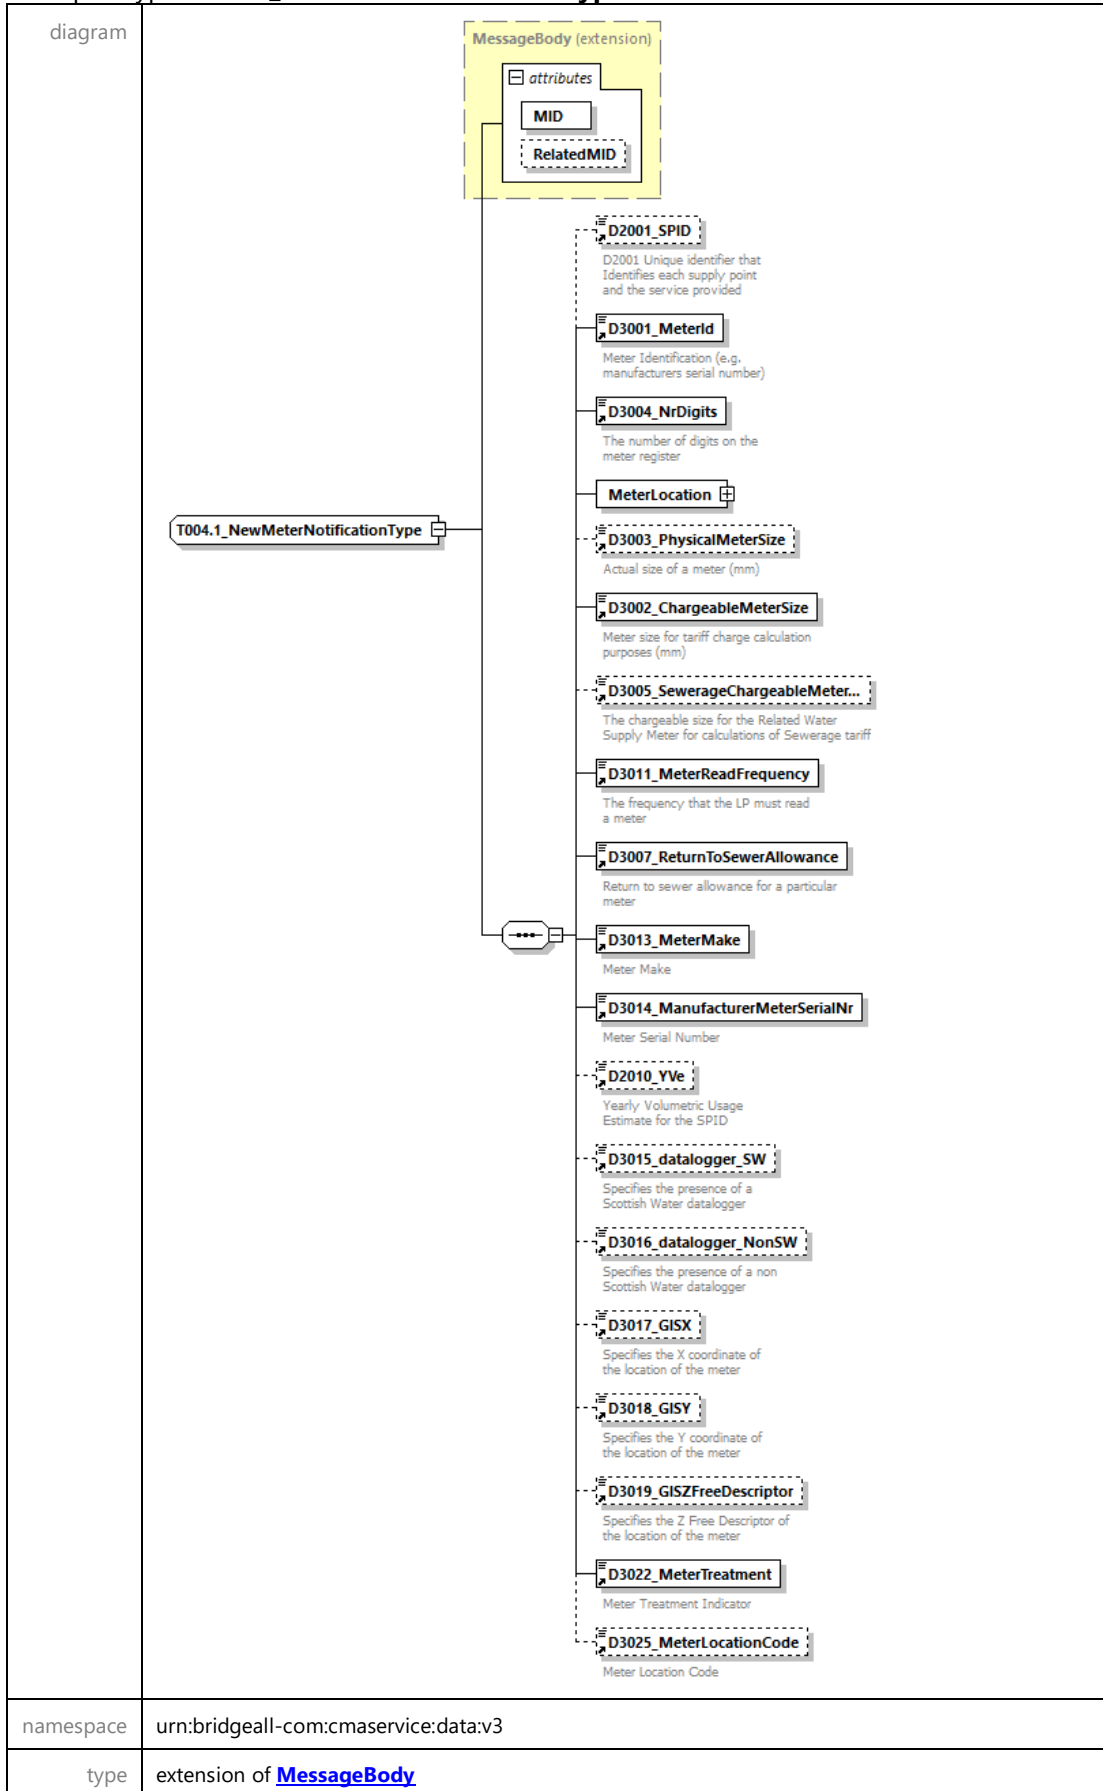 diagram
MessageBody (extension)
attributes
MID
RelatedMID
D2001_SPID
D2001 Unique identifier that
Identifies each supply point
and the service provided
D3001_MeterId
Meter Identification (e.g.
manufacturers serial number)
D3004_NrDigits
The number of digits on the
meter register
MeterLocation
T004.1_NewMeterNotificationType
D3003_PhysicalMeterSize
Actual size of a meter (mm)
D3002_ChargeableMeterSize
Meter size for tariff charge calculation
purposes (mm)
D3005_SewerageChargeableMeter...
The chargeable size for the Related Water
Supply Meter for calculations of Sewerage tariff
D3011_MeterReadFrequency
The frequency that the LP must read
a meter
D3007_ReturnToSewerAllowance
Return to sewer allowance for a particular
meter
D3013_MeterMake
Meter Make
D3014_ManufacturerMeterSerialNr
Meter Serial Number
D2010_YVe
Yearly Volumetric Usage
Estimate for the SPID
D3015_datalogger_SW
Specifies the presence of a
Scottish Water datalogger
D3016_datalogger_NonSW
Specifies the presence of a non
Scottish Water datalogger
D3017_GISX
Specifies the X coordinate of
the location of the meter
D3018_GISY
Specifies the Y coordinate of
the location of the meter
D3019_GISZFreeDescriptor
Specifies the Z Free Descriptor of
the location of the meter
D3022_MeterTreatment
Meter Treatment Indicator
D3025_MeterLocationCode
Meter Location Code
namespace urn:bridgeall-com:cmaservice:data:v3
type extension of MessageBody